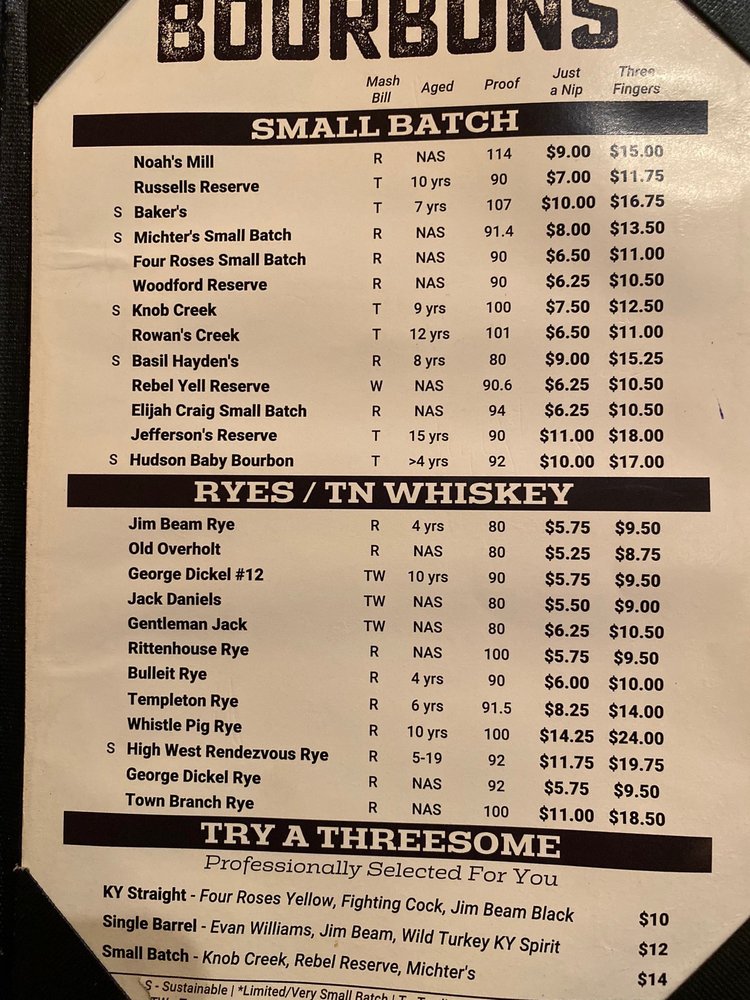 BOURBONS
Mash Bill Aged Proof Just a Nip Three Fingers
SMALL BATCH
Noah's Mill R NAS 114 $9.00 $15.00
Russells Reserve T 10 yrs 90 $7.00 $11.75
S Baker's T 7 yrs 107 $10.00 $16.75
S Michter's Small Batch R NAS 91.4 $8.00 $13.50
Four Roses Small Batch R NAS 90 $6.50 $11.00
Woodford Reserve R NAS 90 $6.25 $10.50
S Knob Creek T 9 yrs 100 $7.50 $12.50
Rowan's Creek T 12 yrs 101 $6.50 $11.00
S Basil Hayden's R 8 yrs 80 $9.00 $15.25
Rebel Yell Reserve W NAS 90.6 $6.25 $10.50
Elijah Craig Small Batch R NAS 94 $6.25 $10.50
Jefferson's Reserve T 15 yrs 90 $11.00 $18.00
S Hudson Baby Bourbon T >4 yrs 92 $10.00 $17.00
RYES / TN WHISKEY
Jim Beam Rye R 4 yrs 80 $5.75 $9.50
Old Overholt R NAS 80 $5.25 $8.75
George Dickel #12 TW 10 yrs 90 $5.75 $9.50
Jack Daniels TW NAS 80 $5.50 $9.00
Gentleman Jack TW NAS 80 $6.25 $10.50
Rittenhouse Rye R NAS 100 $5.75 $9.50
Bulleit Rye R 4 yrs 90 $6.00 $10.00
Templeton Rye R 6 yrs 91.5 $8.25 $14.00
Whistle Pig Rye R 10 yrs 100 $14.25 $24.00
S High West Rendezvous Rye R 5-19 92 $11.75 $19.75
George Dickel Rye R NAS 92 $5.75 $9.50
Town Branch Rye R NAS 100 $11.00 $18.50
TRY A THREESOME
Professionally Selected For You
KY Straight - Four Roses Yellow, Fighting Cock, Jim Beam Black $10
Single Barrel - Evan Williams, Jim Beam, Wild Turkey KY Spirit $12
Small Batch - Knob Creek, Rebel Reserve, Michter's $14
S - Sustainable | *Limited/Very Small Batch | T -